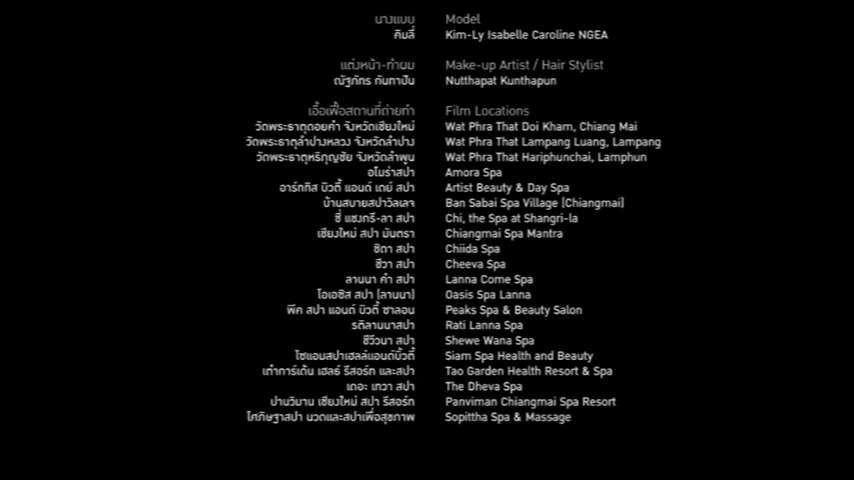 นางแบบ Model
คิมลี่ Kim-Ly Isabelle Caroline NGEA
แต่งหน้า-ทำผม Make-up Artist / Hair Stylist
ณัฐภัทร กันทาปัน Nutthapat Kunthapun
เอื้อเฟื้อสถานที่ถ่ายทำ Film Locations
วัดพระธาตุดอยคำ จังหวัดเชียงใหม่ Wat Phra That Doi Kham, Chiang Mai
วัดพระธาตุลำปางหลวง จังหวัดลำปาง Wat Phra That Lampang Luang, Lampang
วัดพระธาตุหริภุญชัย จังหวัดลำพูน Wat Phra That Hariphunchai, Lamphun
อโมร่าสปา Amora Spa
อาร์ททิส บิวตี้ แอนด์ เดย์ สปา Artist Beauty & Day Spa
บ้านสบายสปาวิลเลจ Ban Sabai Spa Village (Chiangmai)
ชี่ แชงกรี-ลา สปา Chi, the Spa at Shangri-la
เชียงใหม่ สปา มันตรา Chiangmai Spa Mantra
ชิดา สปา Chiida Spa
ชีวา สปา Cheeva Spa
ลานนา คำ สปา Lanna Come Spa
โอเอซิส สปา (ลานนา) Oasis Spa Lanna
พีค สปา แอนด์ บิวตี้ ซาลอน Peaks Spa & Beauty Salon
รติลานนาสปา Rati Lanna Spa
ชีวีวนา สปา Shewe Wana Spa
ไซแอมสปาเฮลล์แอนด์บิ้วตี้ Siam Spa Health and Beauty
เต๋าการ์เด้น เฮลธ์ รีสอร์ท และสปา Tao Garden Health Resort & Spa
เดอะ เทวา สปา The Dheva Spa
ปานวิมาน เชียงใหม่ สปา รีสอร์ท Panviman Chiangmai Spa Resort
โศภิษฐาสปา นวดและสปาเพื่อสุขภาพ Sopittha Spa & Massage